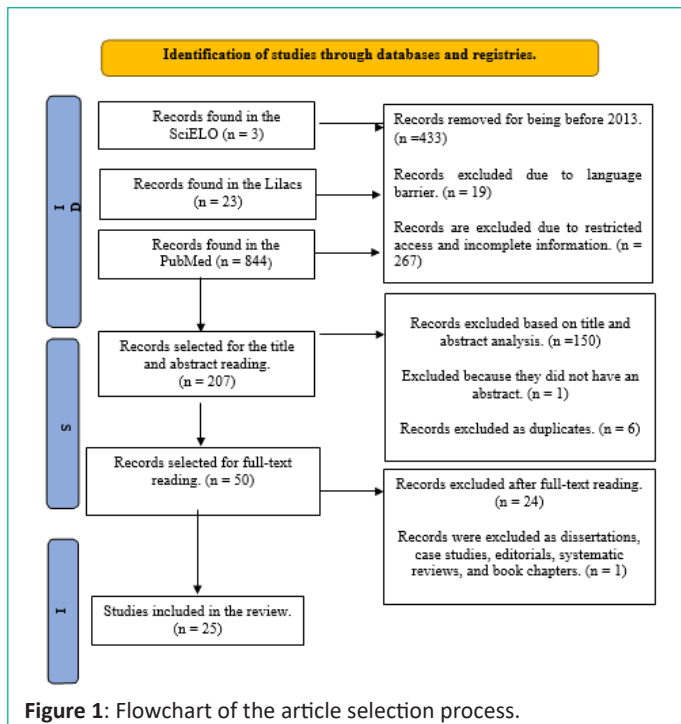 Identification of studies through databases and registries.
I D
Records found in the
SciELO (n = 3)
Records removed for being before 2013.
(n =433)
Records excluded due to language
barrier. (n = 19)
Records are excluded due to restricted
access and incomplete information. (n =
267)
Records found in the Lilacs
(n = 23)
Records found in the
PubMed (n = 844)
S
Records selected for the title
and abstract reading.
(n = 207)
Records excluded based on title and
abstract analysis. (n =150)
Excluded because they did not have an
abstract. (n = 1)
Records excluded as duplicates. (n = 6)
Records selected for full-text
reading. (n = 50)
Records excluded after full-text reading.
(n = 24)
Records were excluded as dissertations,
case studies, editorials, systematic
reviews, and book chapters. (n = 1)
I
Studies included in the review.
(n = 25)
Figure 1: Flowchart of the article selection process.